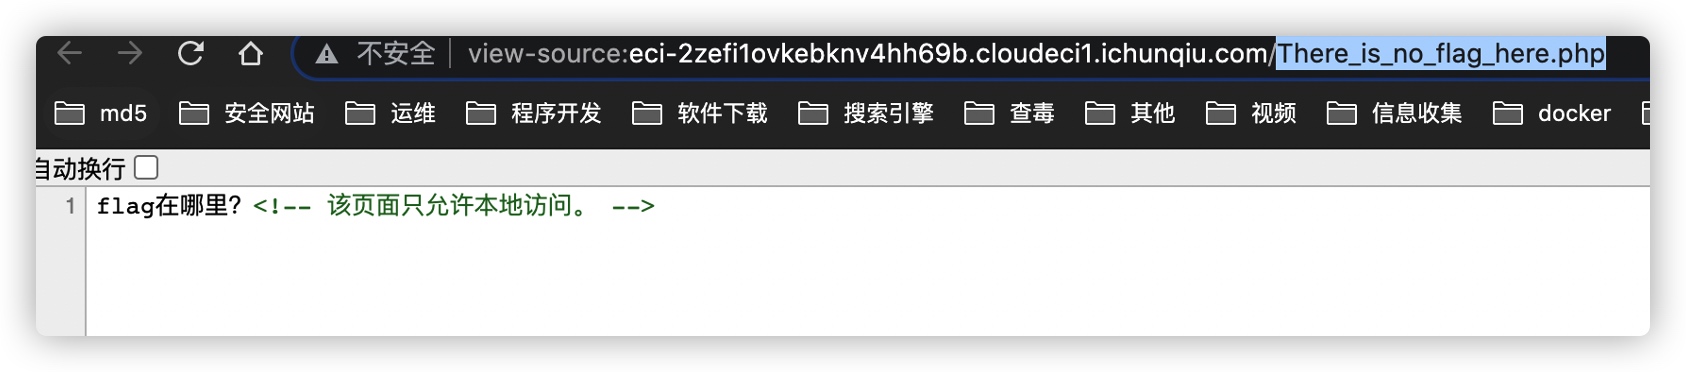 不安全 view-source:eci-2zefi1ovkebknv4hh69b.cloudeci1.ichunqiu.com/There_is_no_flag_here.php
md5 安全网站 运维 程序开发 软件下载 搜索引擎 查毒 其他 视频 信息收集 docker
自动换行
1 flag在哪里？<!-- 该页面只允许本地访问。 -->